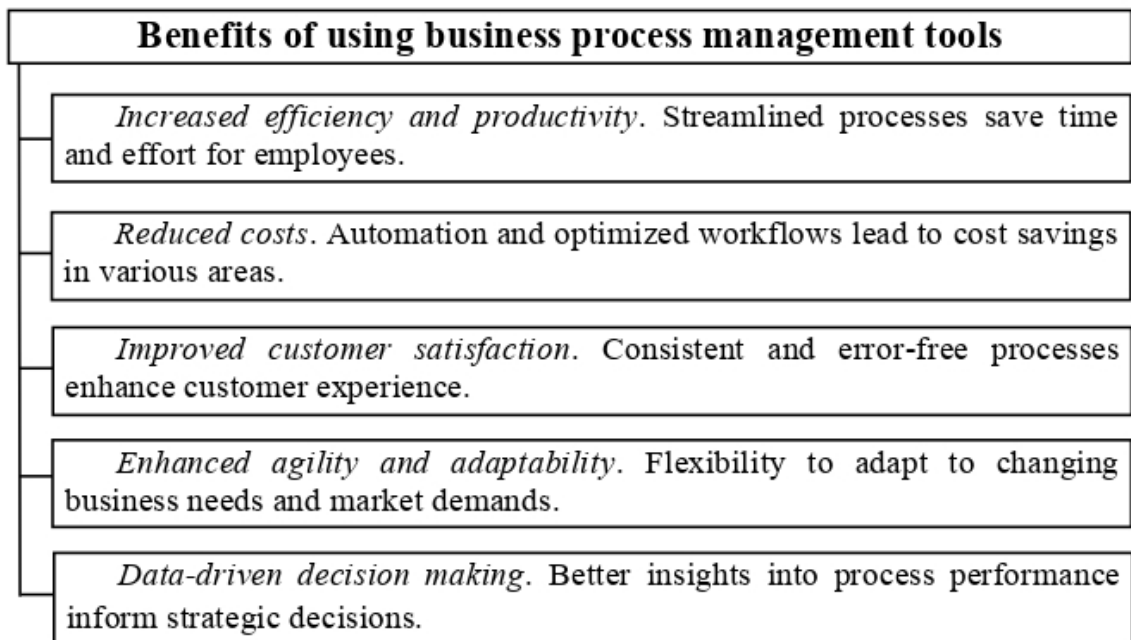 Benefits of using business process management tools
Increased efficiency and productivity. Streamlined processes save time
and effort for employees.
Reduced costs. Automation and optimized workflows lead to cost savings
in various areas.
Improved customer satisfaction. Consistent and error-free processes
enhance customer experience.
Enhanced agility and adaptability. Flexibility to adapt to changing
business needs and market demands.
Data-driven decision making. Better insights into process performance
inform strategic decisions.